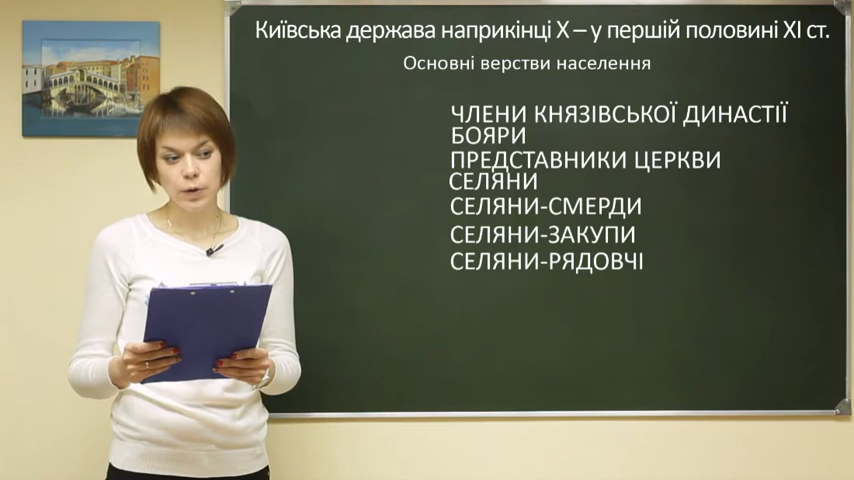 Київська держава наприкінці X – у першій половині XI ст.
Основні верстви населення
ЧЛЕНИ КНЯЗІВСЬКОЇ ДИНАСТІЇ
БОЯРИ
ПРЕДСТАВНИКИ ЦЕРКВИ
СЕЛЯНИ
СЕЛЯНИ-СМЕРДИ
СЕЛЯНИ-ЗАКУПИ
СЕЛЯНИ-РЯДОВЧІ